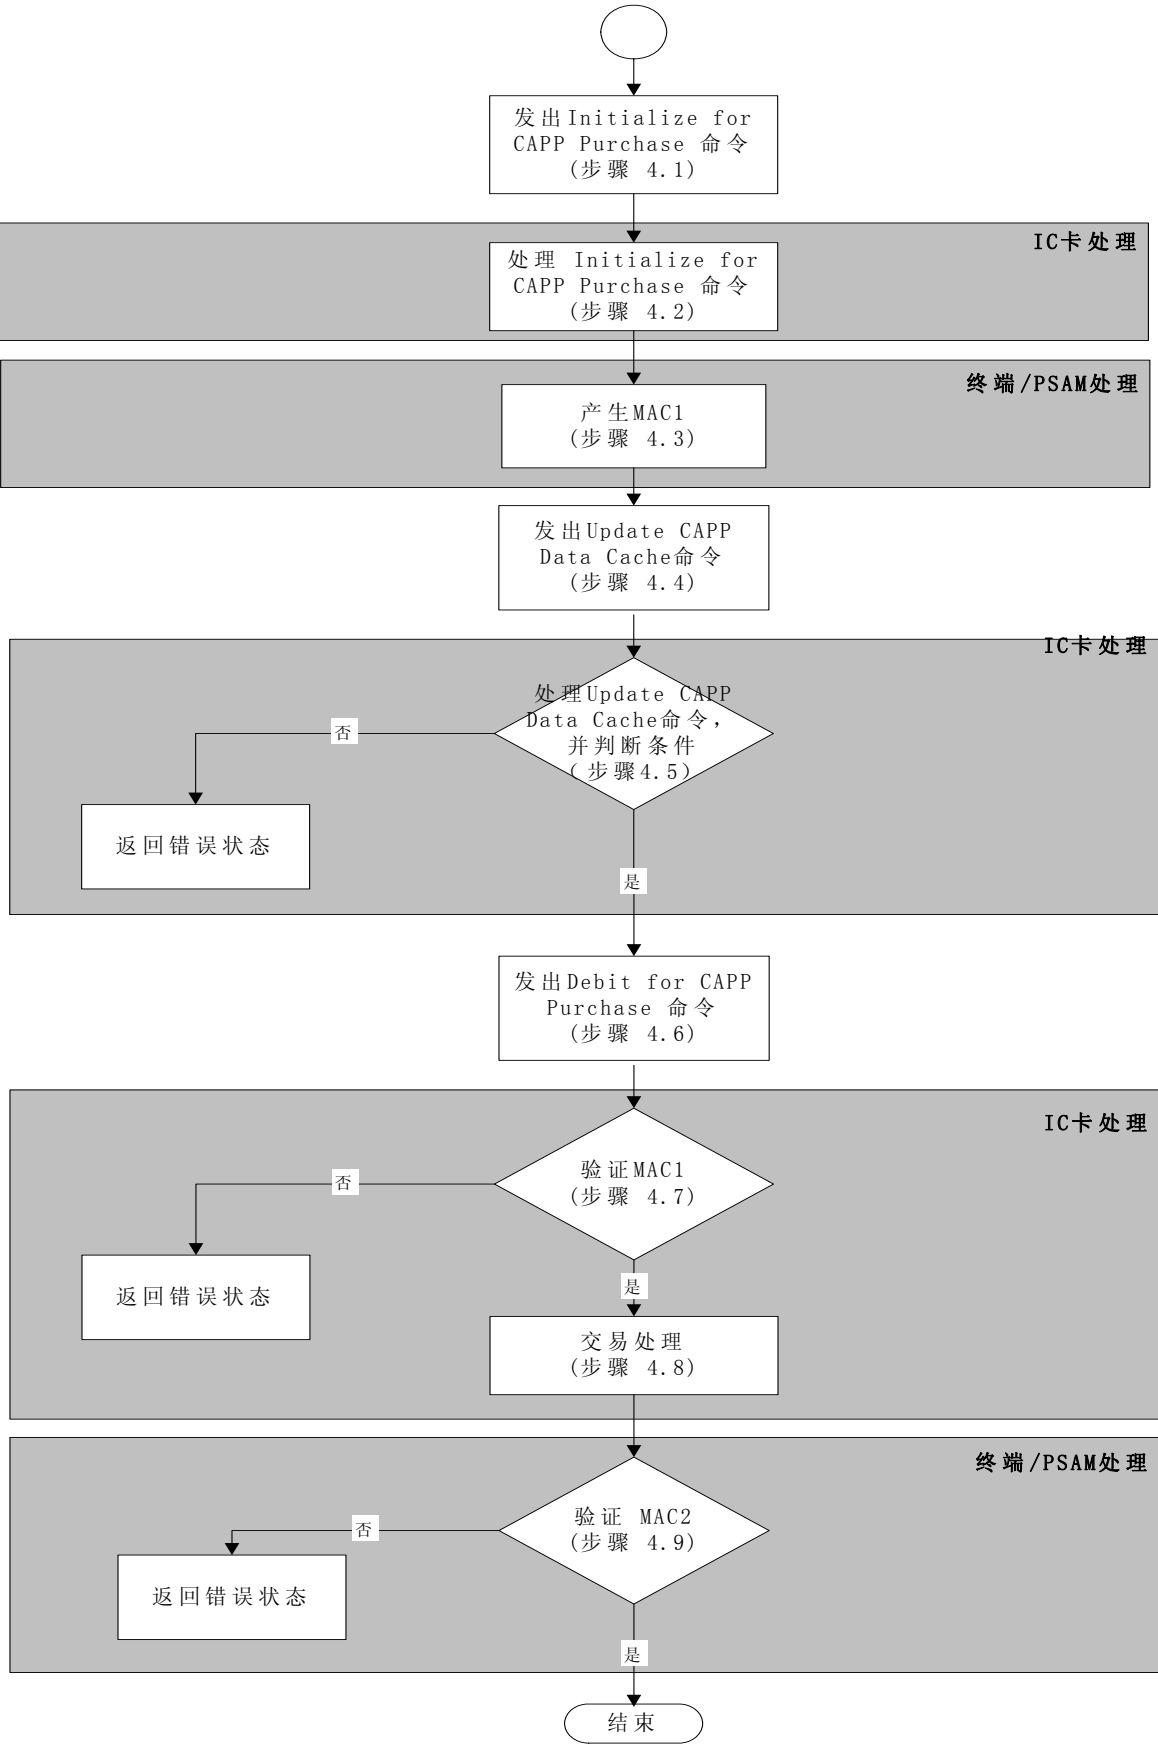 发出Initialize for
CAPP Purchase 命令
(步骤 4.1)
IC卡处理
处理 Initialize for
CAPP Purchase 命令
(步骤 4.2)
终端/PSAM处理
产生MAC1
(步骤 4.3)
发出Update CAPP
Data Cache命令
(步骤 4.4)
IC卡处理
处理Update CAPP
Data Cache命令,
并判断条件
(步骤4.5)
否
返回错误状态
是
发出Debit for CAPP
Purchase 命令
(步骤 4.6)
IC卡处理
验证MAC1
(步骤 4.7)
否
返回错误状态
是
交易处理
(步骤 4.8)
终端/PSAM处理
验证 MAC2
(步骤 4.9)
否
返回错误状态
是
结束